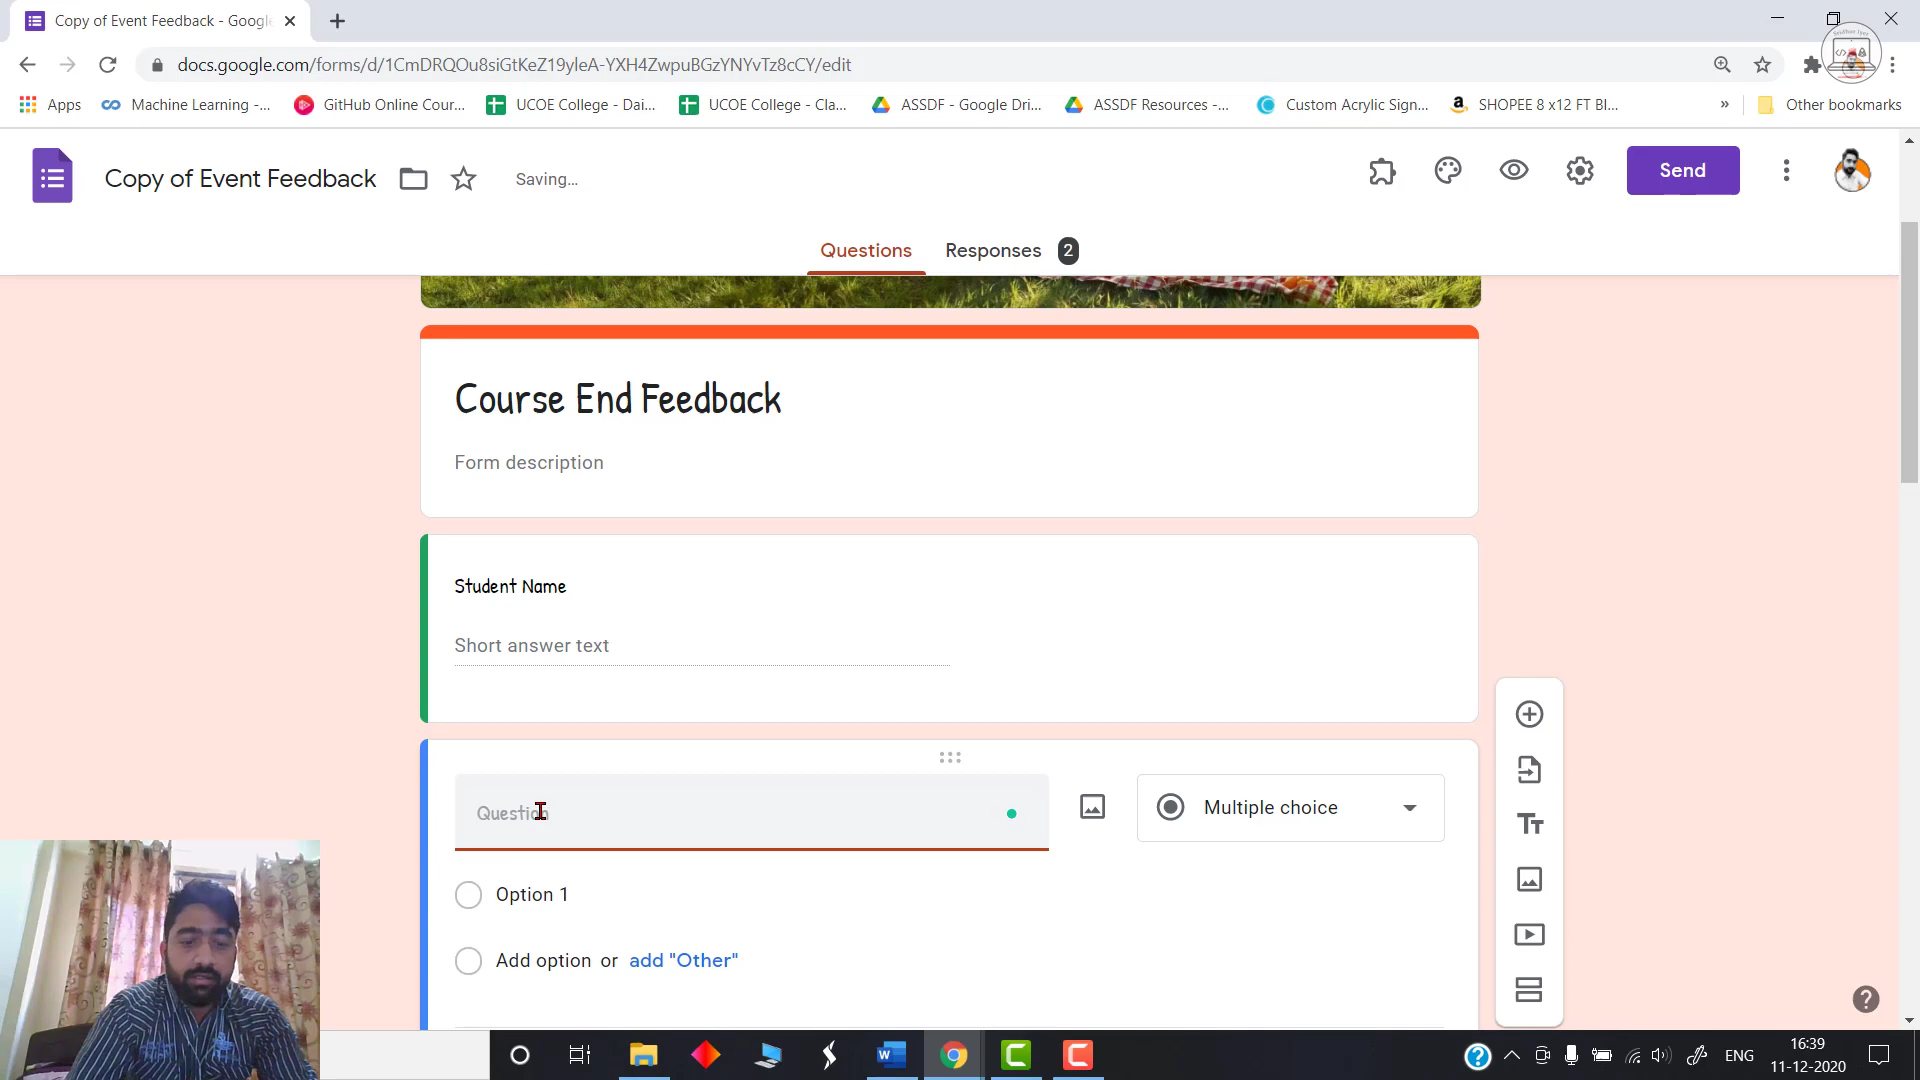 Copy of Event Feedback - Google
docs.google.com/forms/d/1CmDRQOu8siGtKeZ19yleA-YXH4ZwpuBGzYNYvTz8cCY/edit
Apps
Machine Learning -...
GitHub Online Cour...
UCOE College - Dai...
UCOE College - Cla...
ASSDF - Google Dri...
ASSDF Resources -...
Custom Acrylic Sign...
SHOPEE 8 x12 FT Bl...
»
Other bookmarks
Copy of Event Feedback
Saving...
Send
Questions
Responses 2
Course End Feedback
Form description
Student Name
Short answer text
Question
Multiple choice
Option 1
Add option or add "Other"
ENG
16:39
11-12-2020